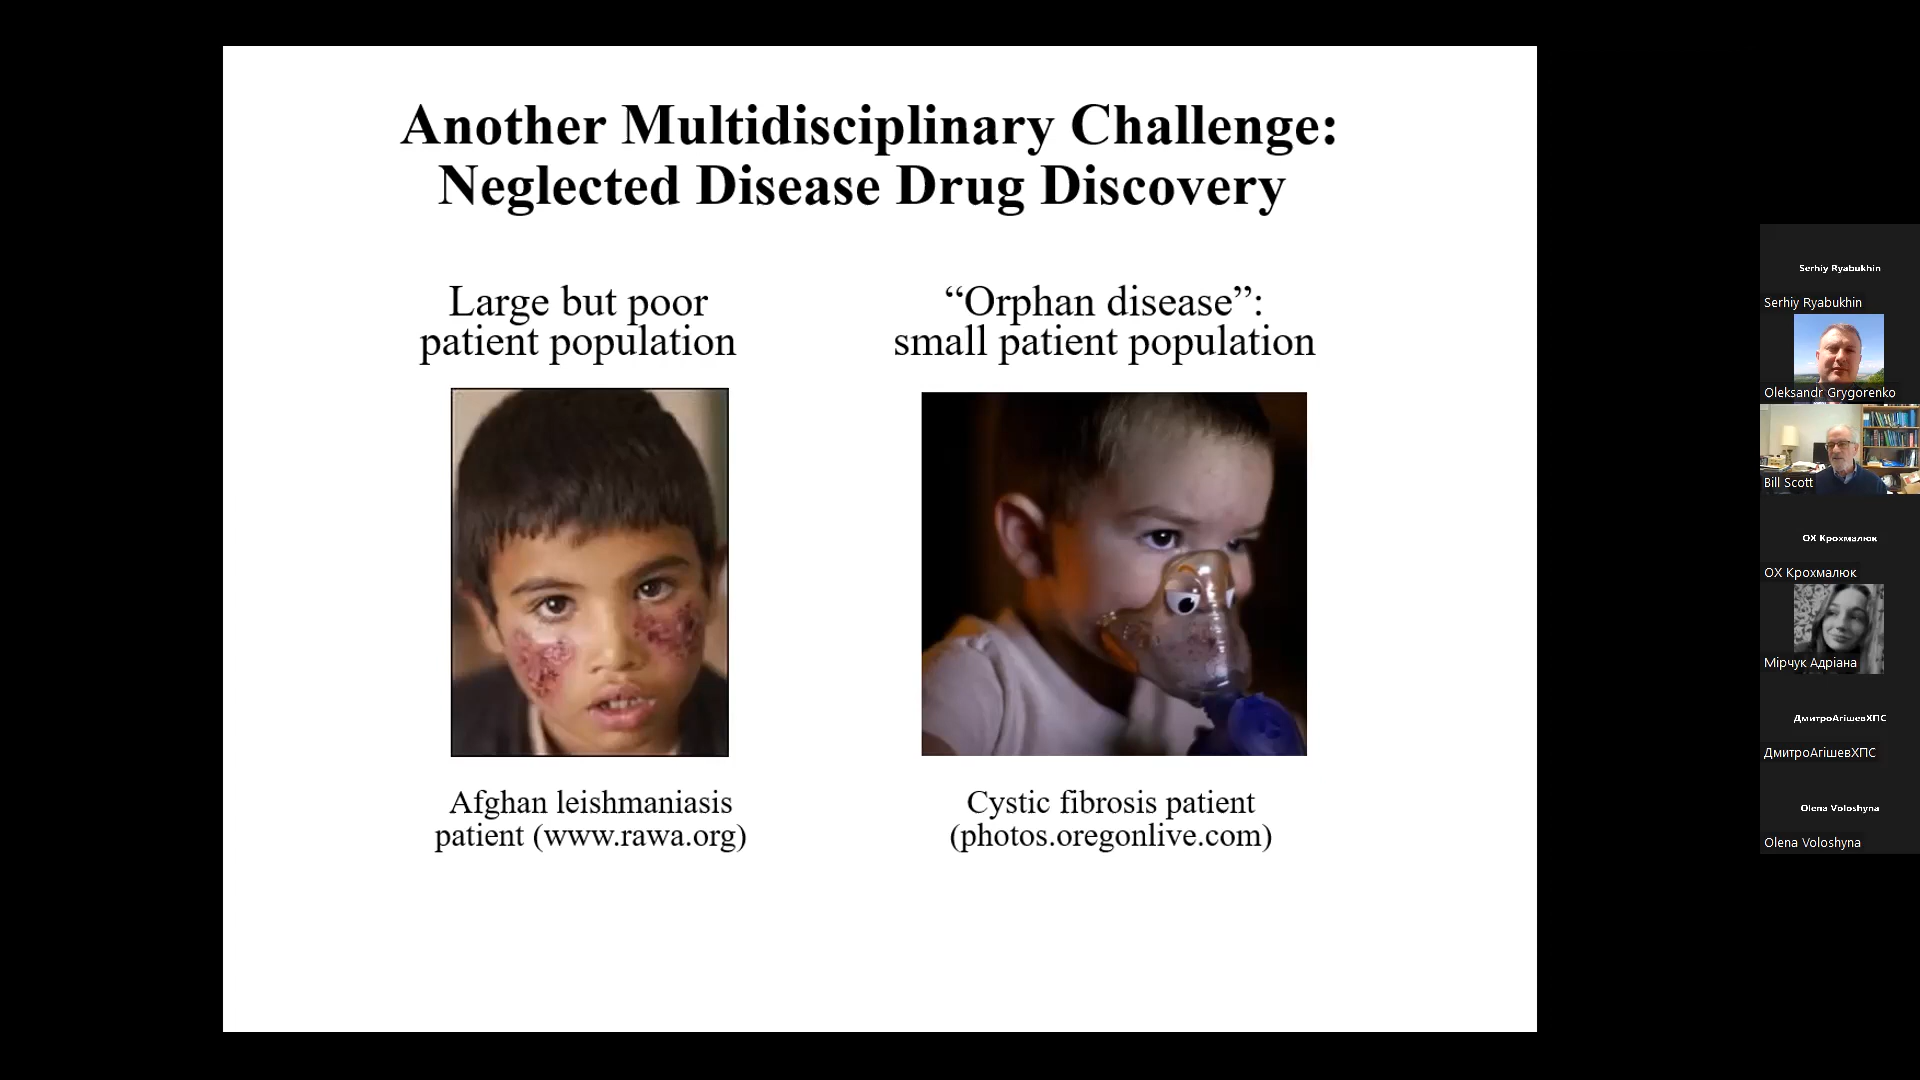 Another Multidisciplinary Challenge:
Neglected Disease Drug Discovery
Large but poor
patient population
“Orphan disease”:
small patient population
Afghan leishmaniasis
patient (www.rawa.org)
Cystic fibrosis patient
(photos.oregonlive.com)
Serhiy Ryabukhin
Serhiy Ryabukhin
Oleksandr Grygorenko
Bill Scott
ОХ Крохмалюк
ОХ Крохмалюк
Мірчук Адріана
ДмитроАгішевХПС
ДмитроАгішевХПС
Olena Voloshyna
Olena Voloshyna